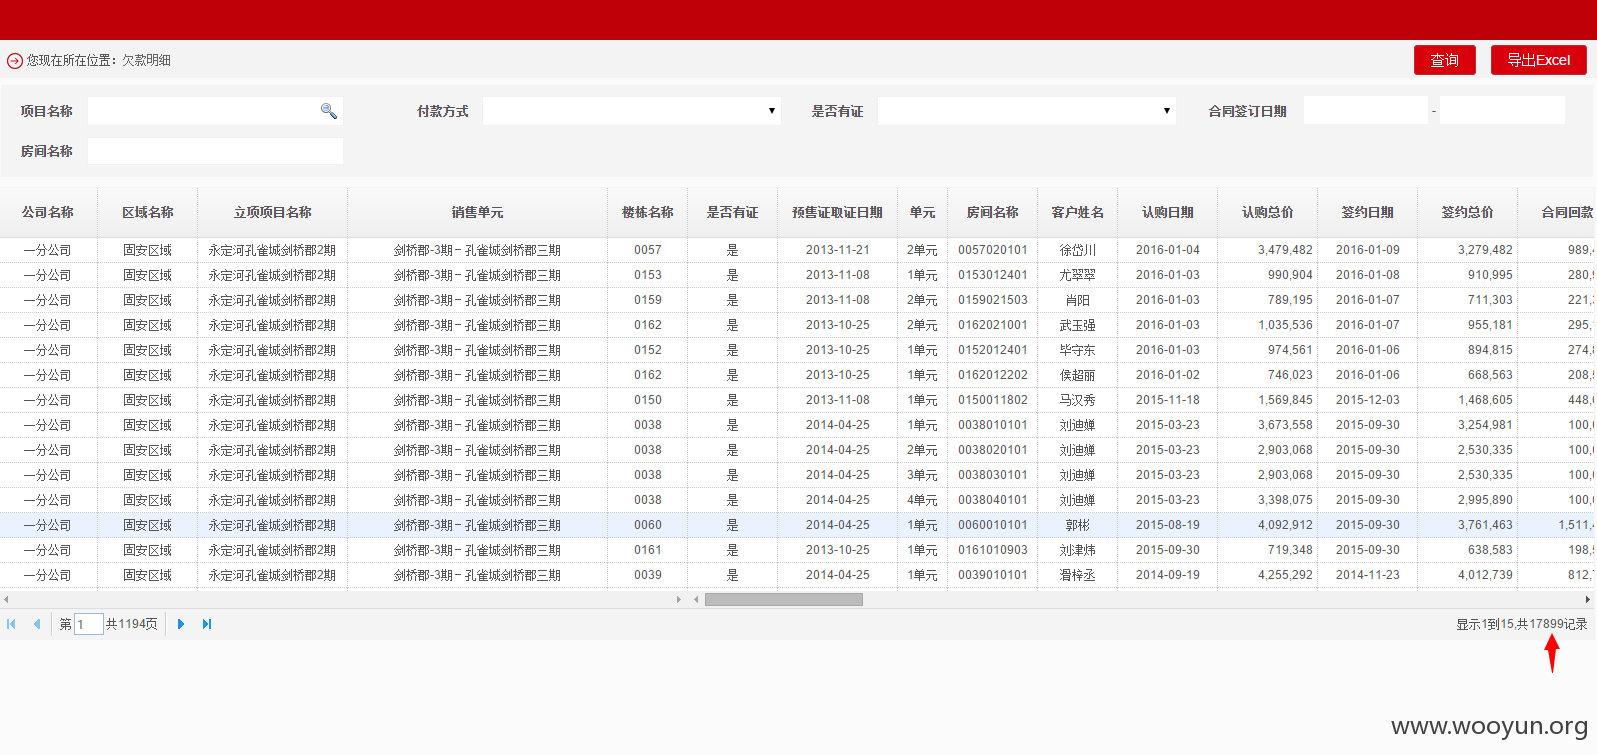 您现在所在位置：欠款明细 查询 导出Excel
项目名称 付款方式 是否有证 合同签订日期 -
房间名称
公司名称 区域名称 立项项目名称 销售单元 楼栋名称 是否有证 预售证取证日期 单元 房间名称 客户姓名 认购日期 认购总价 签约日期 签约总价 合同回款
一分公司 固安区域 永定河孔雀城剑桥郡2期 剑桥郡-3期－孔雀城剑桥郡三期 0057 是 2013-11-21 2单元 0057020101 徐岱川 2016-01-04 3,479,482 2016-01-09 3,279,482 989,
一分公司 固安区域 永定河孔雀城剑桥郡2期 剑桥郡-3期－孔雀城剑桥郡三期 0153 是 2013-11-08 1单元 0153012401 尤翠翠 2016-01-03 990,904 2016-01-08 910,995 280,
一分公司 固安区域 永定河孔雀城剑桥郡2期 剑桥郡-3期－孔雀城剑桥郡三期 0159 是 2013-11-08 2单元 0159021503 肖阳 2016-01-03 789,195 2016-01-07 711,303 221,
一分公司 固安区域 永定河孔雀城剑桥郡2期 剑桥郡-3期－孔雀城剑桥郡三期 0162 是 2013-10-25 2单元 0162021001 武玉强 2016-01-03 1,035,536 2016-01-07 955,181 295,
一分公司 固安区域 永定河孔雀城剑桥郡2期 剑桥郡-3期－孔雀城剑桥郡三期 0152 是 2013-10-25 1单元 0152012401 毕守东 2016-01-03 974,561 2016-01-06 894,815 274,
一分公司 固安区域 永定河孔雀城剑桥郡2期 剑桥郡-3期－孔雀城剑桥郡三期 0162 是 2013-10-25 1单元 0162012202 侯超丽 2016-01-02 746,023 2016-01-06 668,563 208,
一分公司 固安区域 永定河孔雀城剑桥郡2期 剑桥郡-3期－孔雀城剑桥郡三期 0150 是 2013-11-08 1单元 0150011802 马汉秀 2015-11-18 1,569,845 2015-12-03 1,468,605 448,
一分公司 固安区域 永定河孔雀城剑桥郡2期 剑桥郡-3期－孔雀城剑桥郡三期 0038 是 2014-04-25 1单元 0038010101 刘迪婵 2015-03-23 3,673,558 2015-09-30 3,254,981 100,
一分公司 固安区域 永定河孔雀城剑桥郡2期 剑桥郡-3期－孔雀城剑桥郡三期 0038 是 2014-04-25 2单元 0038020101 刘迪婵 2015-03-23 2,903,068 2015-09-30 2,530,335 100,
一分公司 固安区域 永定河孔雀城剑桥郡2期 剑桥郡-3期－孔雀城剑桥郡三期 0038 是 2014-04-25 3单元 0038030101 刘迪婵 2015-03-23 2,903,068 2015-09-30 2,530,335 100,
一分公司 固安区域 永定河孔雀城剑桥郡2期 剑桥郡-3期－孔雀城剑桥郡三期 0038 是 2014-04-25 4单元 0038040101 刘迪婵 2015-03-23 3,398,075 2015-09-30 2,995,890 100,
一分公司 固安区域 永定河孔雀城剑桥郡2期 剑桥郡-3期－孔雀城剑桥郡三期 0060 是 2014-04-25 1单元 0060010101 郭彬 2015-08-19 4,092,912 2015-09-30 3,761,463 1,511,
一分公司 固安区域 永定河孔雀城剑桥郡2期 剑桥郡-3期－孔雀城剑桥郡三期 0161 是 2013-10-25 1单元 0161010903 刘津炜 2015-09-30 719,348 2015-09-30 638,583 198,
一分公司 固安区域 永定河孔雀城剑桥郡2期 剑桥郡-3期－孔雀城剑桥郡三期 0039 是 2014-04-25 1单元 0039010101 滑梓丞 2014-09-19 4,255,292 2014-11-23 4,012,739 812,
第 1 共1194页 显示1到15,共17899记录
www.wooyun.org